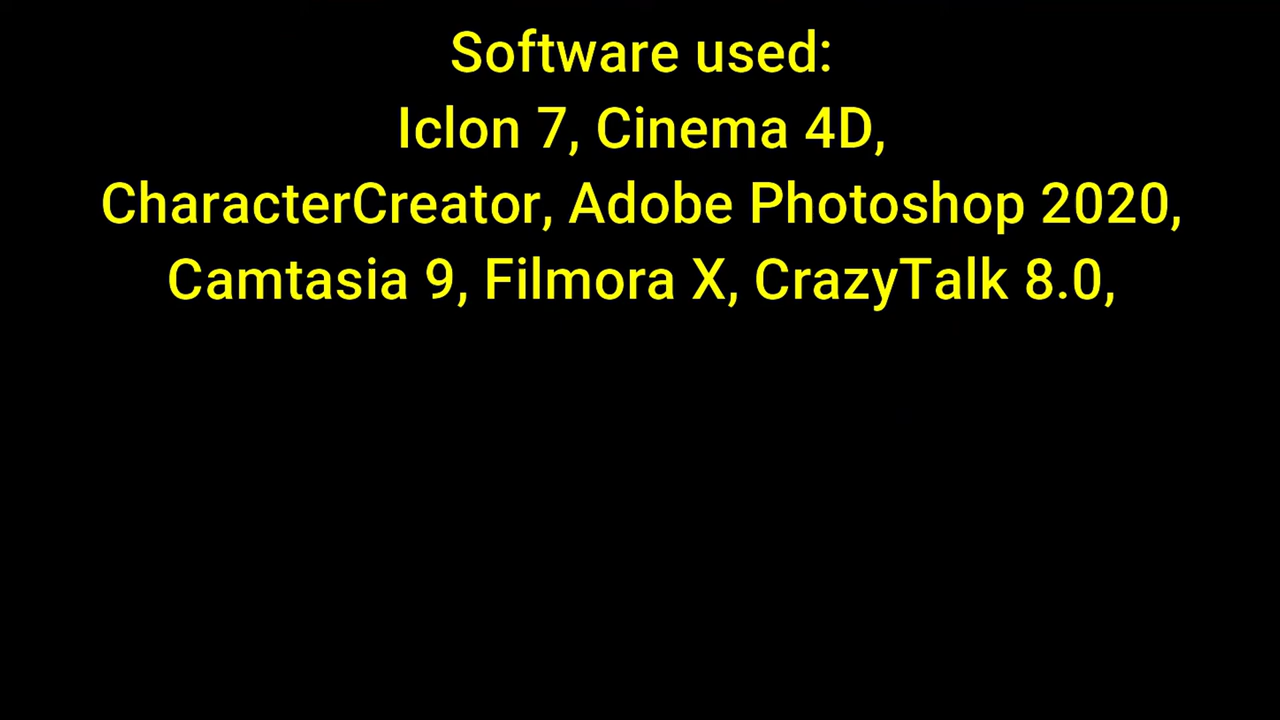 Software used:
Iclon 7, Cinema 4D,
CharacterCreator, Adobe Photoshop 2020,
Camtasia 9, Filmora X, CrazyTalk 8.0,